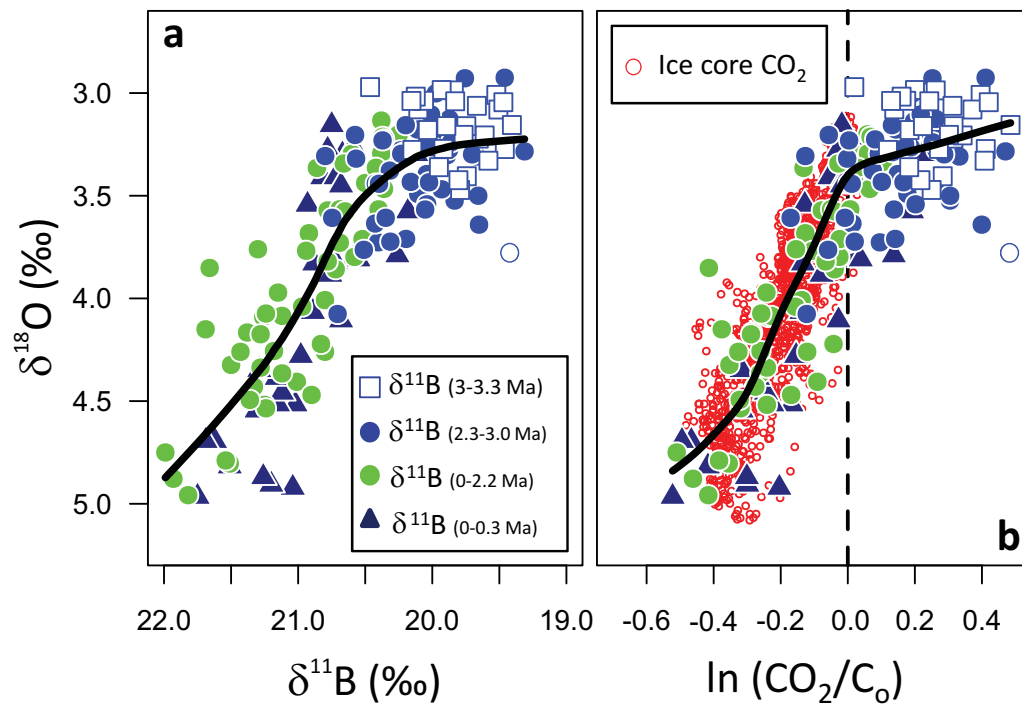 a
b
Ice core CO₂
3.0
3.5
4.0
4.5
5.0
δ¹⁸O (‰)
δ¹¹B (3-3.3 Ma)
δ¹¹B (2.3-3.0 Ma)
δ¹¹B (0-2.2 Ma)
δ¹¹B (0-0.3 Ma)
22.0 21.0 20.0 19.0
-0.6 -0.4 -0.2 0.0 0.2 0.4
δ¹¹B (‰)
ln (CO₂/Cₒ)